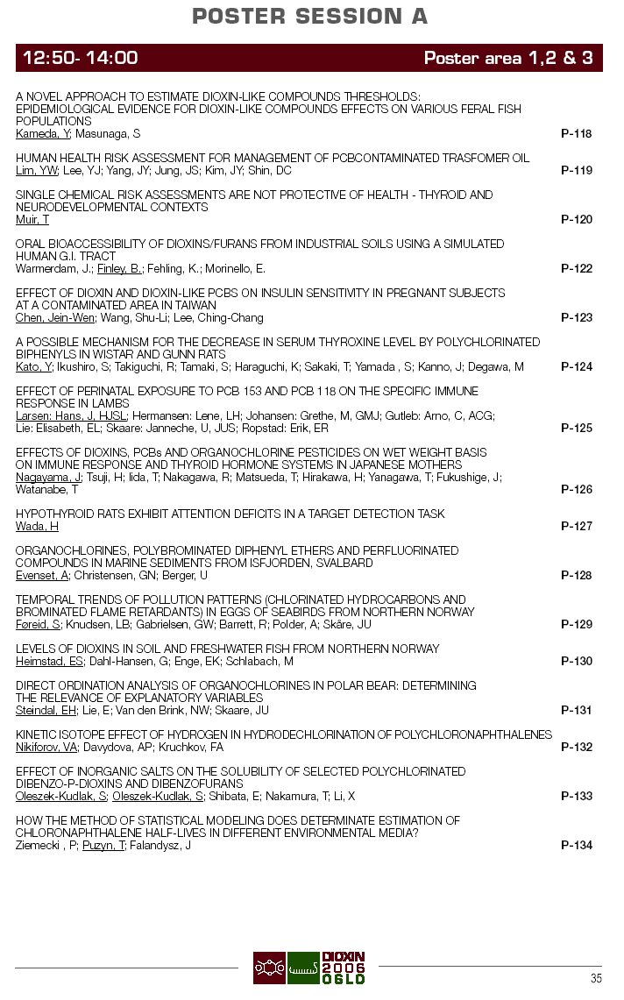 POSTER SESSION A
12:50- 14:00 Poster area 1,2 & 3
A NOVEL APPROACH TO ESTIMATE DIOXIN-LIKE COMPOUNDS THRESHOLDS:
EPIDEMIOLOGICAL EVIDENCE FOR DIOXIN-LIKE COMPOUNDS EFFECTS ON VARIOUS FERAL FISH
POPULATIONS
Kameda, Y; Masunaga, S P-118
HUMAN HEALTH RISK ASSESSMENT FOR MANAGEMENT OF PCBCONTAMINATED TRASFOMER OIL
Lim, YW; Lee, YJ; Yang, JY; Jung, JS; Kim, JY; Shin, DC P-119
SINGLE CHEMICAL RISK ASSESSMENTS ARE NOT PROTECTIVE OF HEALTH - THYROID AND
NEURODEVELOPMENTAL CONTEXTS
Muir, T P-120
ORAL BIOACCESSIBILITY OF DIOXINS/FURANS FROM INDUSTRIAL SOILS USING A SIMULATED
HUMAN G.I. TRACT
Warmerdam, J.; Finley, B.; Fehling, K.; Morinello, E. P-122
EFFECT OF DIOXIN AND DIOXIN-LIKE PCBS ON INSULIN SENSITIVITY IN PREGNANT SUBJECTS
AT A CONTAMINATED AREA IN TAIWAN
Chen, Jein-Wen; Wang, Shu-Li; Lee, Ching-Chang P-123
A POSSIBLE MECHANISM FOR THE DECREASE IN SERUM THYROXINE LEVEL BY POLYCHLORINATED
BIPHENYLS IN WISTAR AND GUNN RATS
Kato, Y; Ikushiro, S; Takiguchi, R; Tamaki, S; Haraguchi, K; Sakaki, T; Yamada , S; Kanno, J; Degawa, M P-124
EFFECT OF PERINATAL EXPOSURE TO PCB 153 AND PCB 118 ON THE SPECIFIC IMMUNE
RESPONSE IN LAMBS
Larsen: Hans, J, HJSL; Hermansen: Lene, LH; Johansen: Grethe, M, GMJ; Gutleb: Arno, C, ACG;
Lie: Elisabeth, EL; Skaare: Janneche, U, JUS; Ropstad: Erik, ER P-125
EFFECTS OF DIOXINS, PCBs AND ORGANOCHLORINE PESTICIDES ON WET WEIGHT BASIS
ON IMMUNE RESPONSE AND THYROID HORMONE SYSTEMS IN JAPANESE MOTHERS
Nagayama, J; Tsuji, H; Iida, T; Nakagawa, R; Matsueda, T; Hirakawa, H; Yanagawa, T; Fukushige, J;
Watanabe, T P-126
HYPOTHYROID RATS EXHIBIT ATTENTION DEFICITS IN A TARGET DETECTION TASK
Wada, H P-127
ORGANOCHLORINES, POLYBROMINATED DIPHENYL ETHERS AND PERFLUORINATED
COMPOUNDS IN MARINE SEDIMENTS FROM ISFJORDEN, SVALBARD
Evenset, A; Christensen, GN; Berger, U P-128
TEMPORAL TRENDS OF POLLUTION PATTERNS (CHLORINATED HYDROCARBONS AND
BROMINATED FLAME RETARDANTS) IN EGGS OF SEABIRDS FROM NORTHERN NORWAY
Føreid, S; Knudsen, LB; Gabrielsen, GW; Barrett, R; Polder, A; Skåre, JU P-129
LEVELS OF DIOXINS IN SOIL AND FRESHWATER FISH FROM NORTHERN NORWAY
Heimstad, ES; Dahl-Hansen, G; Enge, EK; Schlabach, M P-130
DIRECT ORDINATION ANALYSIS OF ORGANOCHLORINES IN POLAR BEAR: DETERMINING
THE RELEVANCE OF EXPLANATORY VARIABLES
Steindal, EH; Lie, E; Van den Brink, NW; Skaare, JU P-131
KINETIC ISOTOPE EFFECT OF HYDROGEN IN HYDRODECHLORINATION OF POLYCHLORONAPHTHALENES
Nikiforov, VA; Davydova, AP; Kruchkov, FA P-132
EFFECT OF INORGANIC SALTS ON THE SOLUBILITY OF SELECTED POLYCHLORINATED
DIBENZO-P-DIOXINS AND DIBENZOFURANS
Oleszek-Kudlak, S; Oleszek-Kudlak, S; Shibata, E; Nakamura, T; Li, X P-133
HOW THE METHOD OF STATISTICAL MODELING DOES DETERMINATE ESTIMATION OF
CHLORONAPHTHALENE HALF-LIVES IN DIFFERENT ENVIRONMENTAL MEDIA?
Ziemecki , P; Puzyn, T; Falandysz, J P-134
DIOXIN
2006
OSLO
35